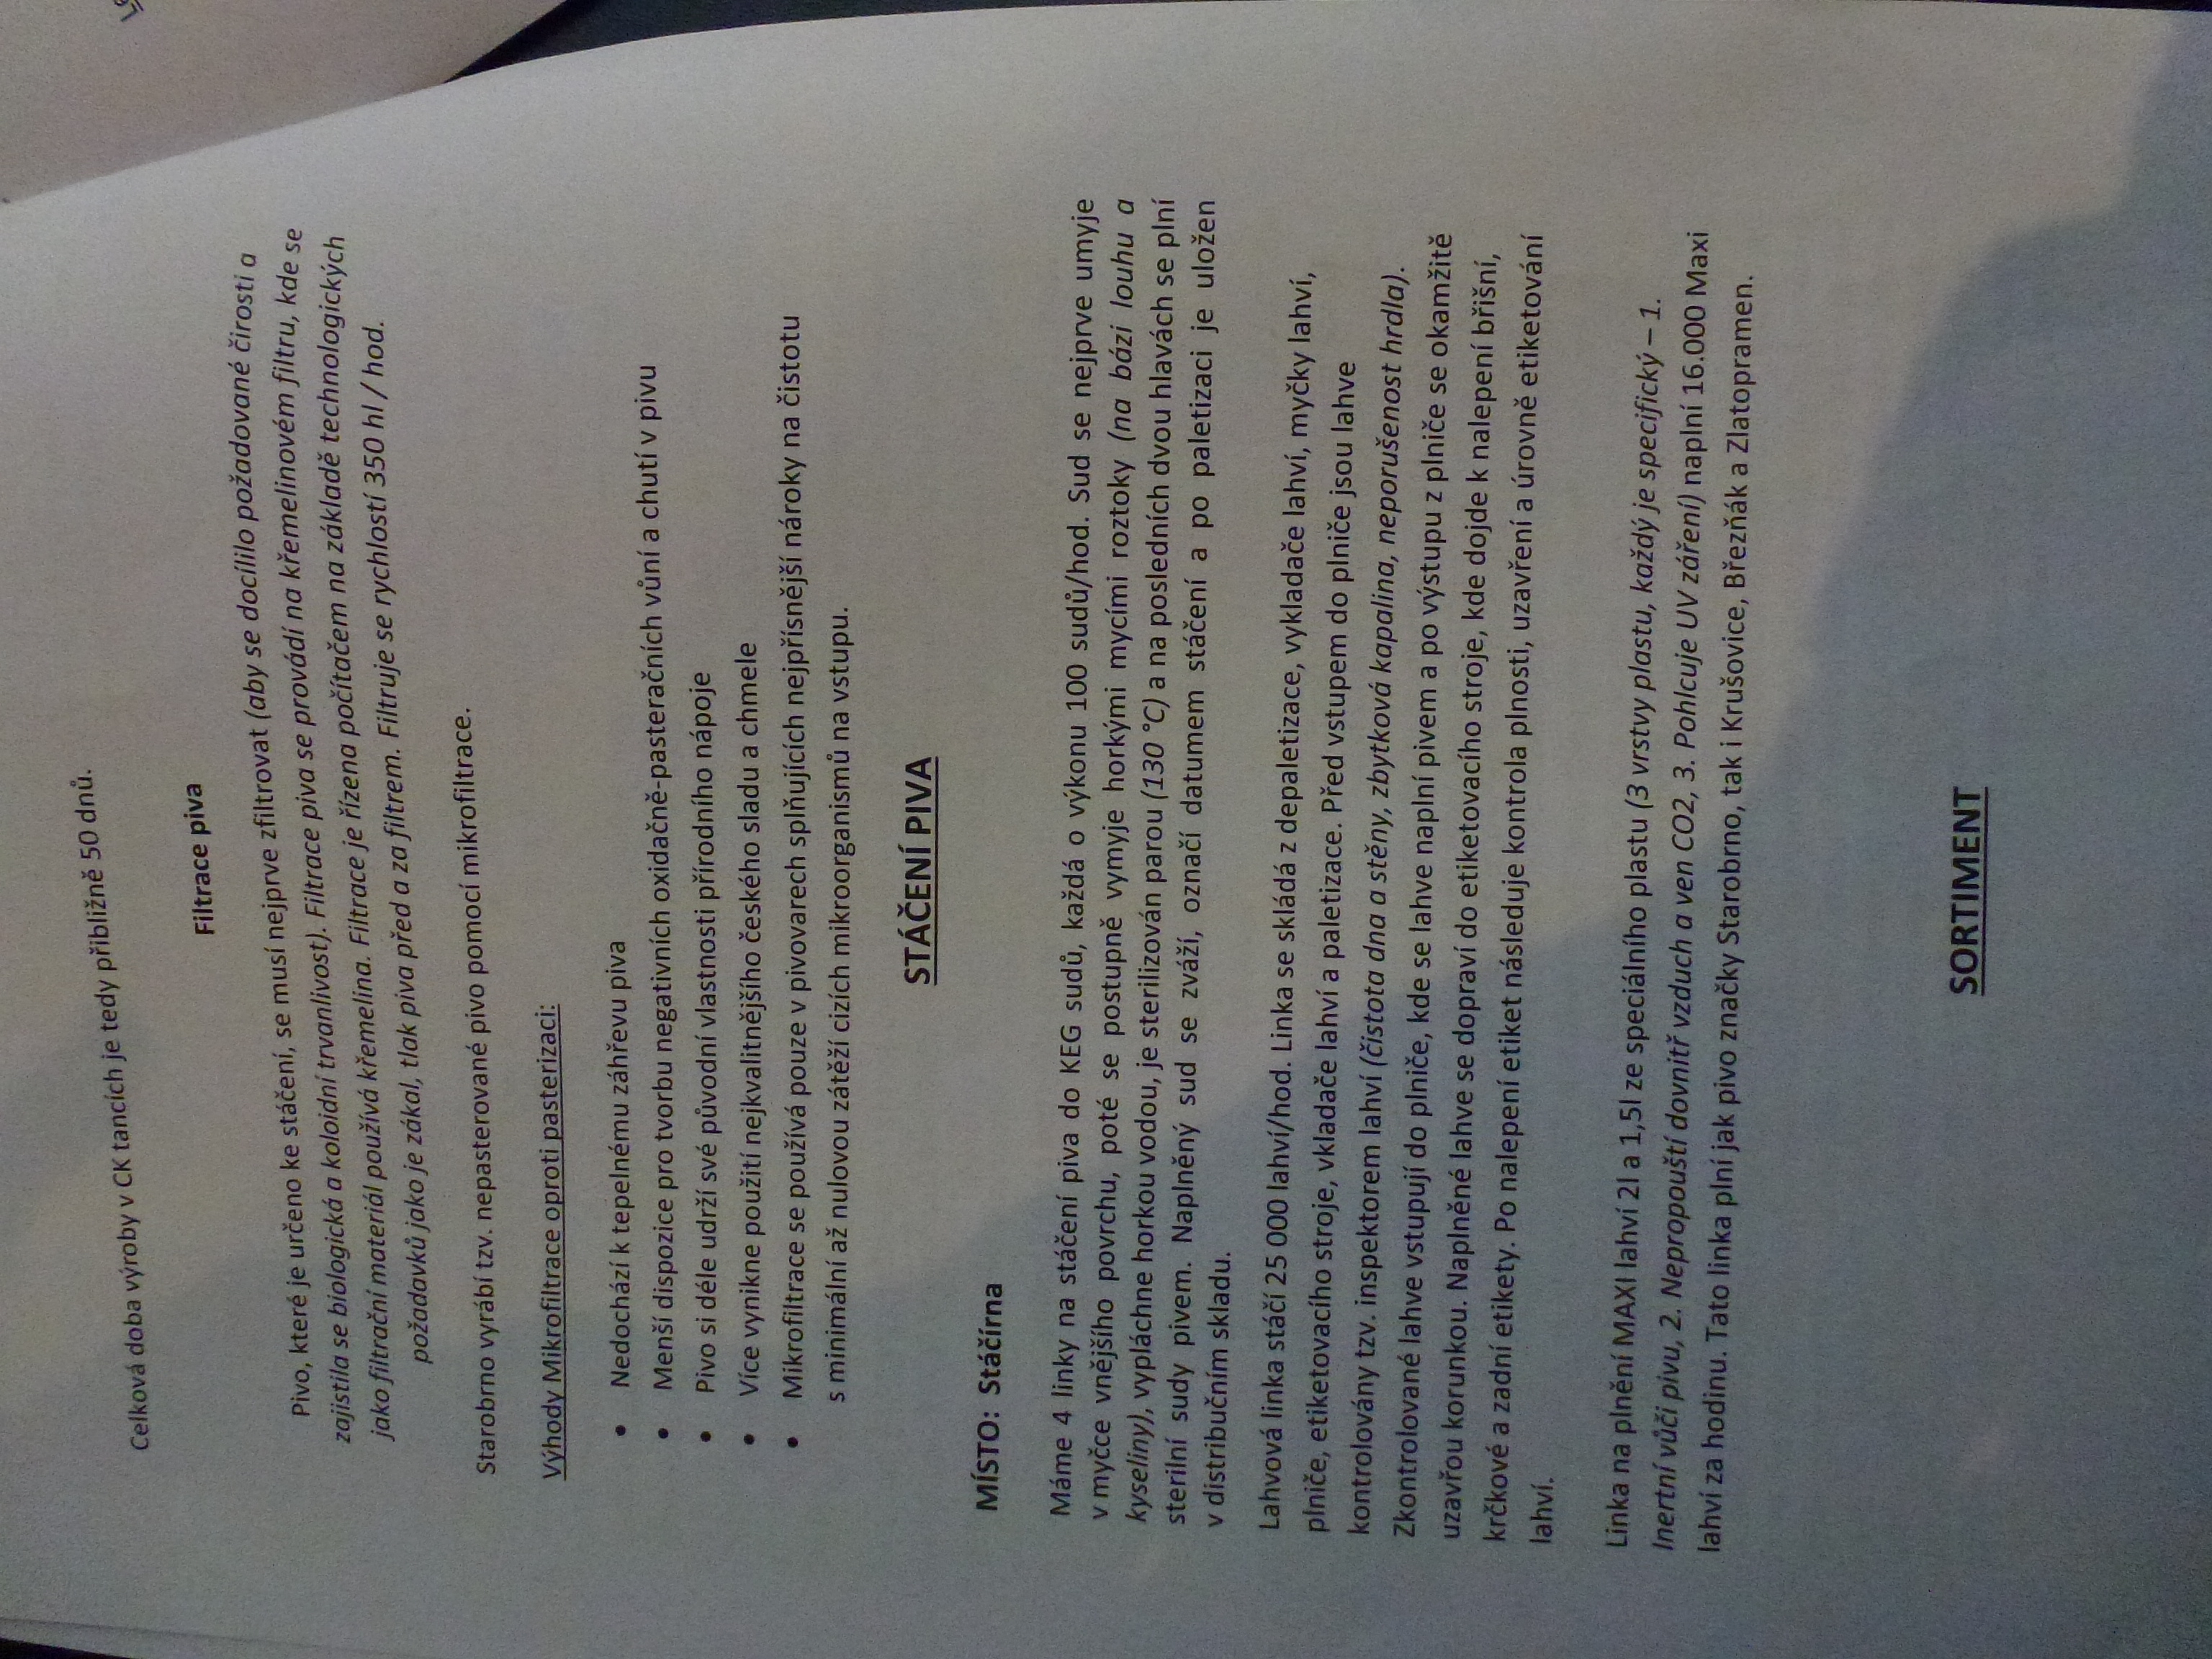 Celková doba výroby v CK tancích je tedy přibližně 50 dnů.
Filtrace piva
Pivo, které je určeno ke stáčení, se musí nejprve zfiltrovat (aby se docílilo požadované čirosti a
zajistila se biologická a koloidní trvanlivost). Filtrace piva se provádí na křemelinovém filtru, kde se
jako filtrační materiál používá křemelina. Filtrace je řízena počítačem na základě technologických
požadavků jako je zákal, tlak piva před a za filtrem. Filtruje se rychlostí 350 hl / hod.
Starobrno vyrábí tzv. nepasterované pivo pomocí mikrofiltrace.
Výhody Mikrofiltrace oproti pasterizaci:
• Nedochází k tepelnému záhřevu piva
• Menší dispozice pro tvorbu negativních oxidačně-pasteračních vůní a chutí v pivu
• Pivo si déle udrží své původní vlastnosti přírodního nápoje
• Více vynikne použití nejkvalitnějšího českého sladu a chmele
• Mikrofiltrace se používá pouze v pivovarech splňujících nejpřísnější nároky na čistotu
s minimální až nulovou zátěží cizích mikroorganismů na vstupu.
STÁČENÍ PIVA
MÍSTO: Stáčírna
Máme 4 linky na stáčení piva do KEG sudů, každá o výkonu 100 sudů/hod. Sud se nejprve umyje
v myčce vnějšího povrchu, poté se postupně vymyje horkými mycími roztoky (na bázi louhu a
kyseliny), vypláchne horkou vodou, je sterilizován parou (130 °C) a na posledních dvou hlavách se plní
sterilní sudy pivem. Naplněný sud se zváží, označí datumem stáčení a po paletizaci je uložen
v distribučním skladu.
Lahvová linka stáčí 25 000 lahví/hod. Linka se skládá z depaletizace, vykladače lahví, myčky lahví,
plniče, etiketovacího stroje, vkladače lahví a paletizace. Před vstupem do plniče jsou lahve
kontrolovány tzv. inspektorem lahví (čistota dna a stěny, zbytková kapalina, neporušenost hrdla).
Zkontrolované lahve vstupují do plniče, kde se lahve naplní pivem a po výstupu z plniče se okamžitě
uzavřou korunkou. Naplněné lahve se dopraví do etiketovacího stroje, kde dojde k nalepení břišní,
krčkové a zadní etikety. Po nalepení etiket následuje kontrola plnosti, uzavření a úrovně etiketování
lahví.
Linka na plnění MAXI lahví 2l a 1,5l ze speciálního plastu (3 vrstvy plastu, každý je specifický – 1.
Inertní vůči pivu, 2. Nepropouští dovnitř vzduch a ven CO2, 3. Pohlcuje UV záření) naplní 16.000 Maxi
lahví za hodinu. Tato linka plní jak pivo značky Starobrno, tak i Krušovice, Březňák a Zlatopramen.
SORTIMENT